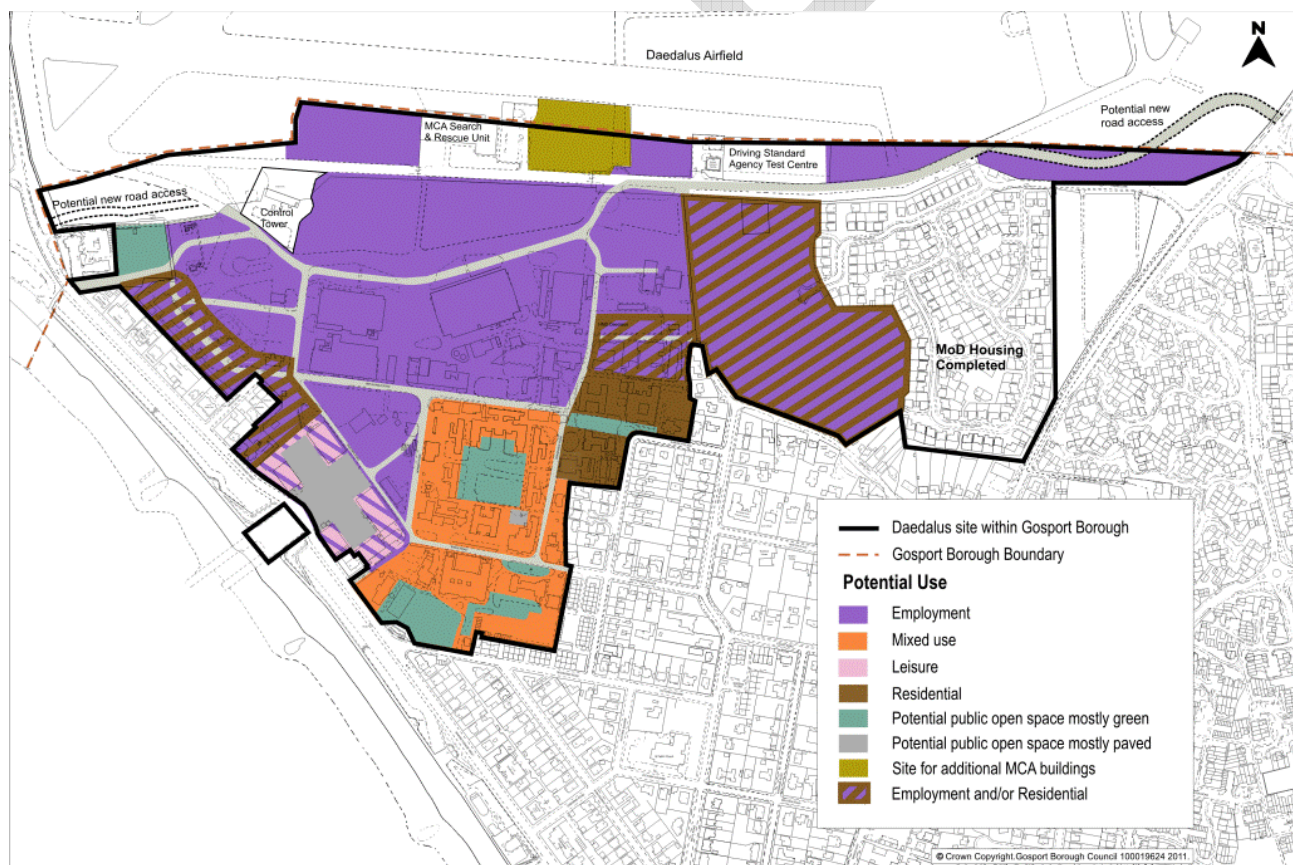 Daedalus Airfield
N
Potential new
road access
MCA Search
& Rescue Unit
Driving Standard
Agency Test Centre
Potential new road access
Control
Tower
MoD Housing
Completed
Daedalus site within Gosport Borough
Gosport Borough Boundary
Potential Use
Employment
Mixed use
Leisure
Residential
Potential public open space mostly green
Potential public open space mostly paved
Site for additional MCA buildings
Employment and/or Residential
© Crown Copyright.Gosport Borough Council 100019624 2011.